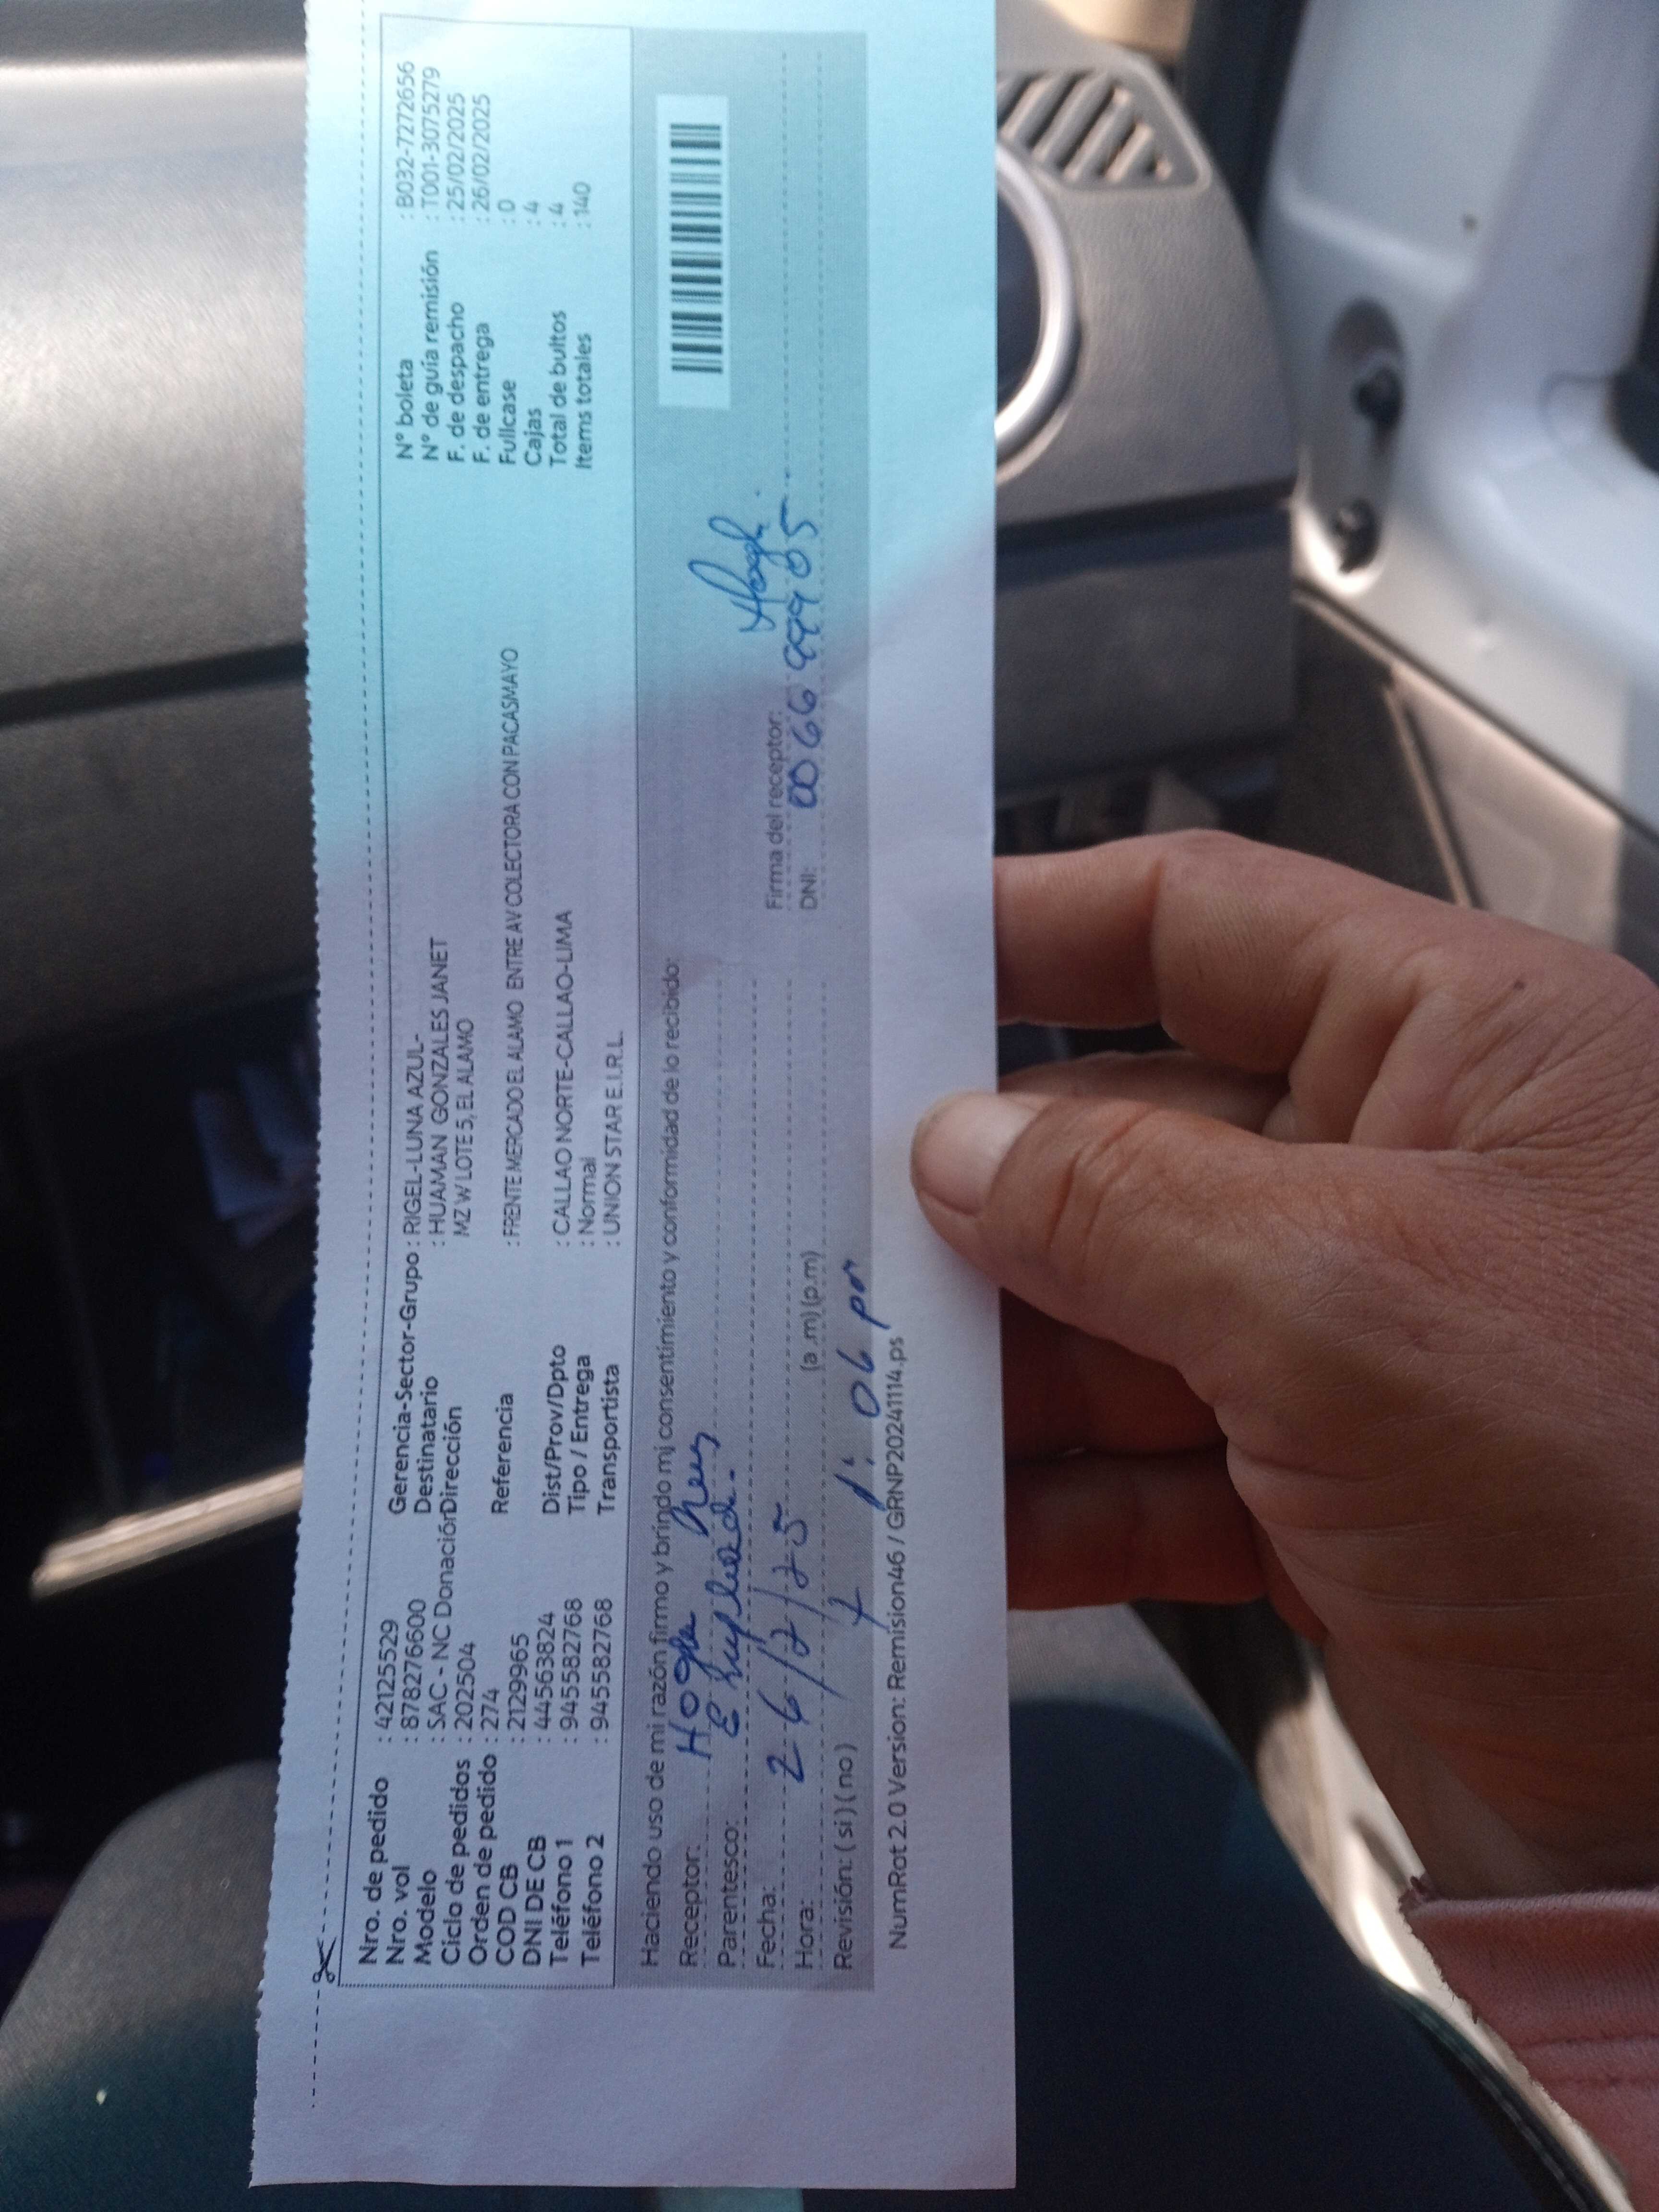 Nro. de pedido : 42125529
Nro. vol : 878276600
Modelo : SAC - NC Donación
Ciclo de pedidos : 202504
Orden de pedido : 274
COD CB : 2129965
DNI DE CB : 44563824
Teléfono 1 : 945582768
Teléfono 2 : 945582768
Gerencia-Sector-Grupo : RIGEL-LUNA AZUL-
Destinatario : HUAMAN GONZALES JANET
Dirección MZ W LOTE 5, EL ALAMO
Referencia : FRENTE MERCADO EL ALAMO ENTRE AV COLECTORA CON PACASMAYO
Dist/Prov/Dpto : CALLAO NORTE-CALLAO-LIMA
Tipo / Entrega : Normal
Transportista : UNION STAR E.I.R.L.
N° boleta : B032-7272656
N° de guía remisión : T001-3075279
F. de despacho : 25/02/2025
F. de entrega : 26/02/2025
Fullcase : 0
Cajas : 4
Total de bultos : 4
Items totales : 140
Haciendo uso de mi razón firmo y brindo mi consentimiento y conformidad de lo recibido:
Receptor:
Parentesco:
Fecha: 26/2/25
Hora: (a .m) (p.m)
1:06 pm
Revisión: ( si ) ( no )
Firma del receptor:
DNI:
NumRot 2.0 Version: Remision46 / GRNP20241114.ps